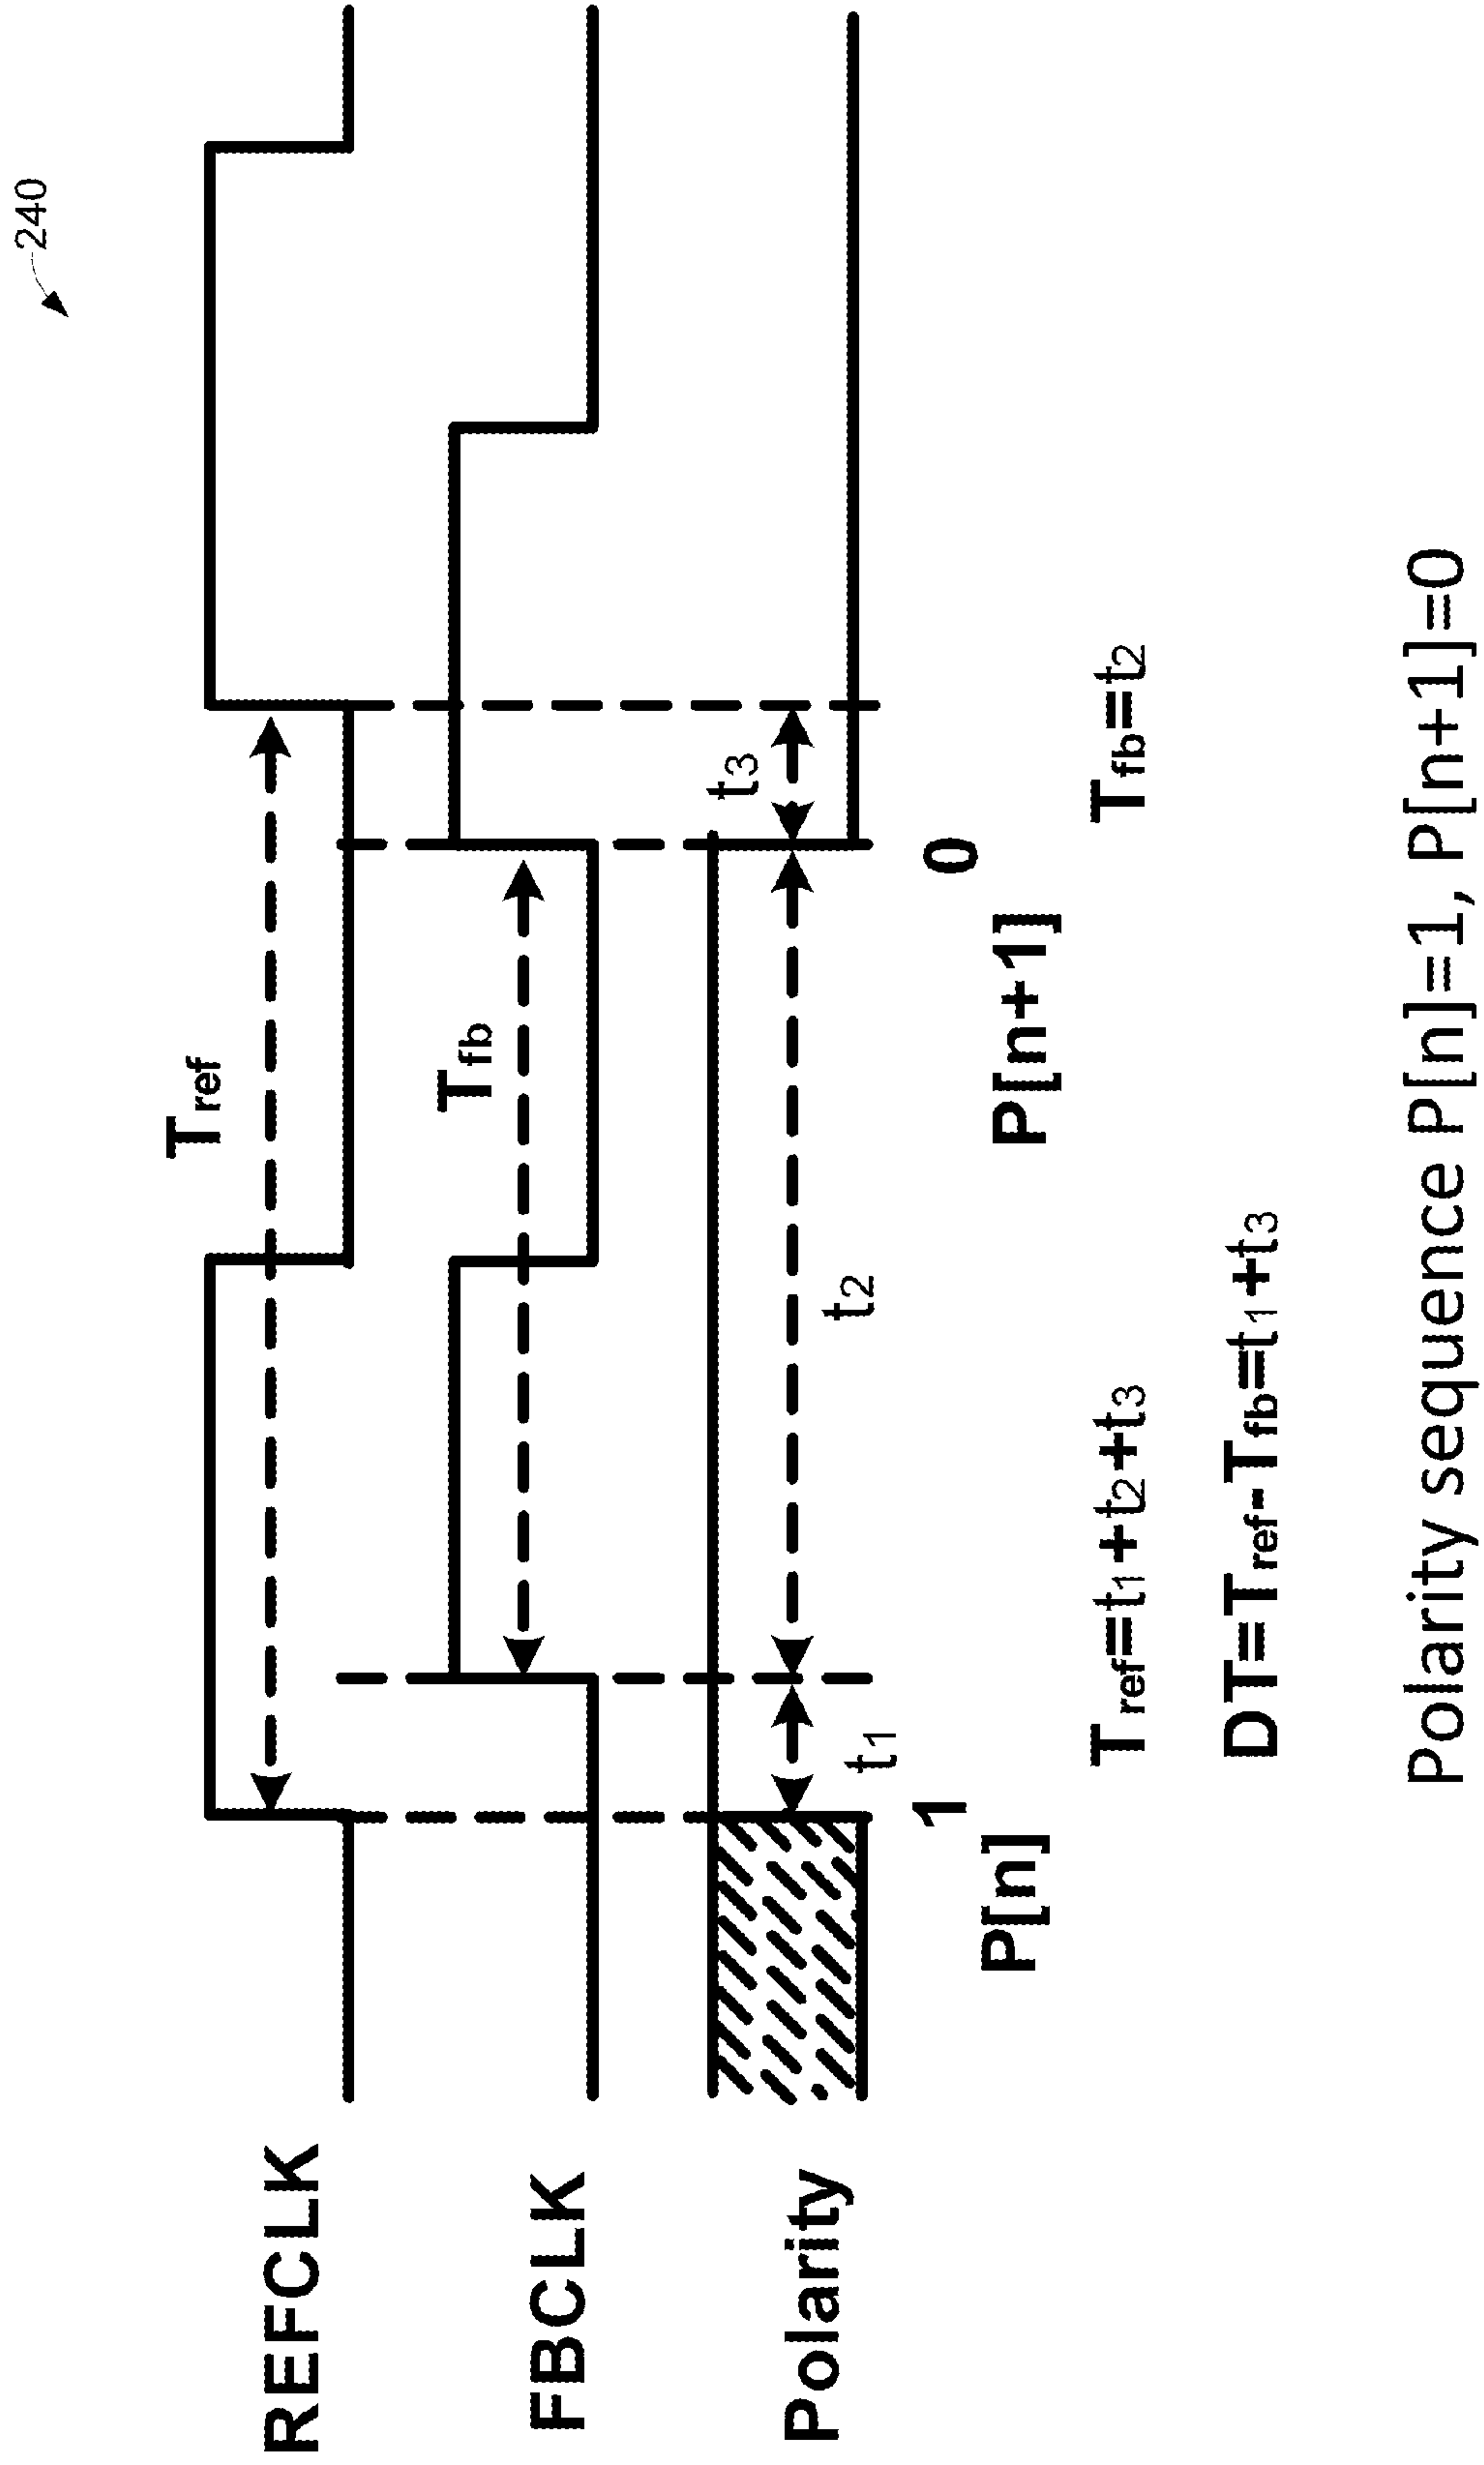 240
REFCLK
Tref
FBCLK
Tfb
Polarity
t1
t2
t3
1
0
P[n]
P[n+1]
Tref=t1+t2+t3
Tfb=t2
DT=Tref-Tfb=t1+t3
Polarity sequence P[n]=1, P[n+1]=0